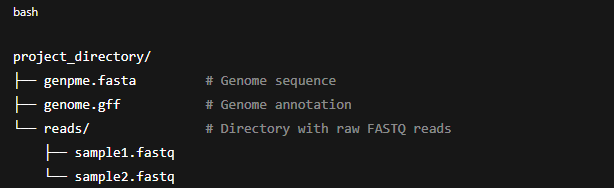 bash
project_directory/
├── genpme.fasta # Genome sequence
├── genome.gff # Genome annotation
└── reads/ # Directory with raw FASTQ reads
├── sample1.fastq
└── sample2.fastq